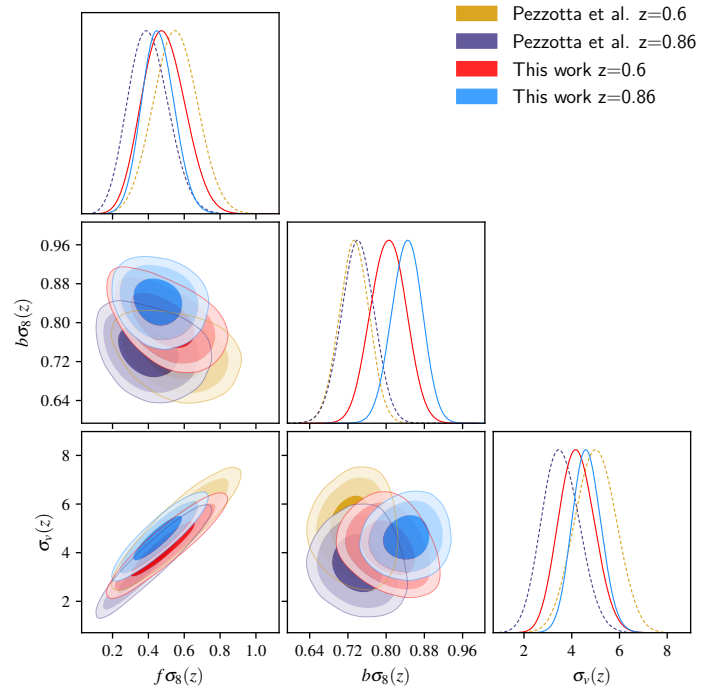 Pezzotta et al. z=0.6
Pezzotta et al. z=0.86
This work z=0.6
This work z=0.86
0.96
0.88
0.80
0.72
0.64
bσ₈(z)
8
6
4
2
σᵥ(z)
0.2 0.4 0.6 0.8 1.0
fσ₈(z)
0.64 0.72 0.80 0.88 0.96
bσ₈(z)
2 4 6 8
σᵥ(z)